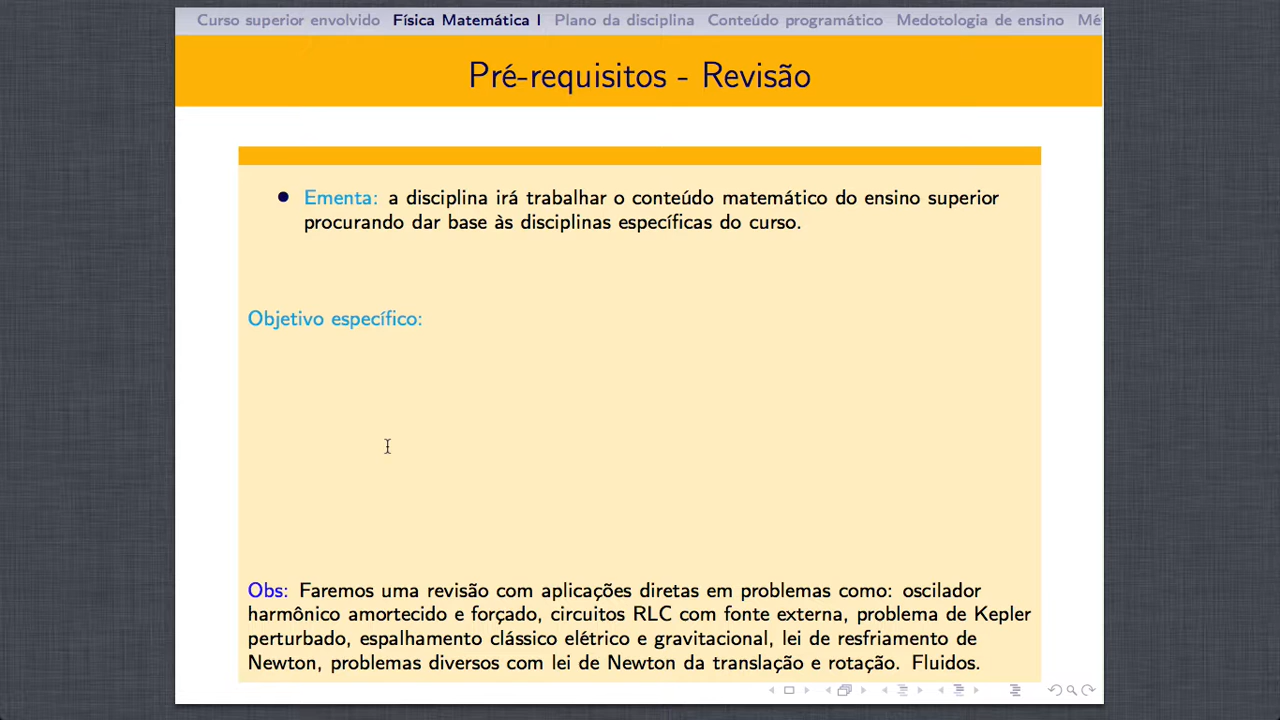 Curso superior envolvido Física Matemática I Plano da disciplina Conteúdo programático Medotologia de ensino Mé
Pré-requisitos - Revisão
Ementa: a disciplina irá trabalhar o conteúdo matemático do ensino superior
procurando dar base às disciplinas específicas do curso.
Objetivo específico:
Obs: Faremos uma revisão com aplicações diretas em problemas como: oscilador
harmônico amortecido e forçado, circuitos RLC com fonte externa, problema de Kepler
perturbado, espalhamento clássico elétrico e gravitacional, lei de resfriamento de
Newton, problemas diversos com lei de Newton da translação e rotação. Fluidos.